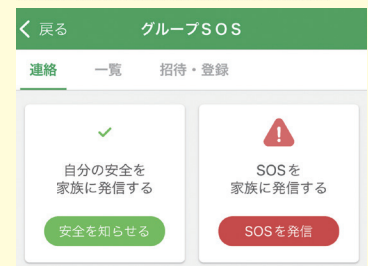 戻る グループSOS
連絡 一覧 招待・登録
自分の安全を
家族に発信する
安全を知らせる
SOSを
家族に発信する
SOSを発信